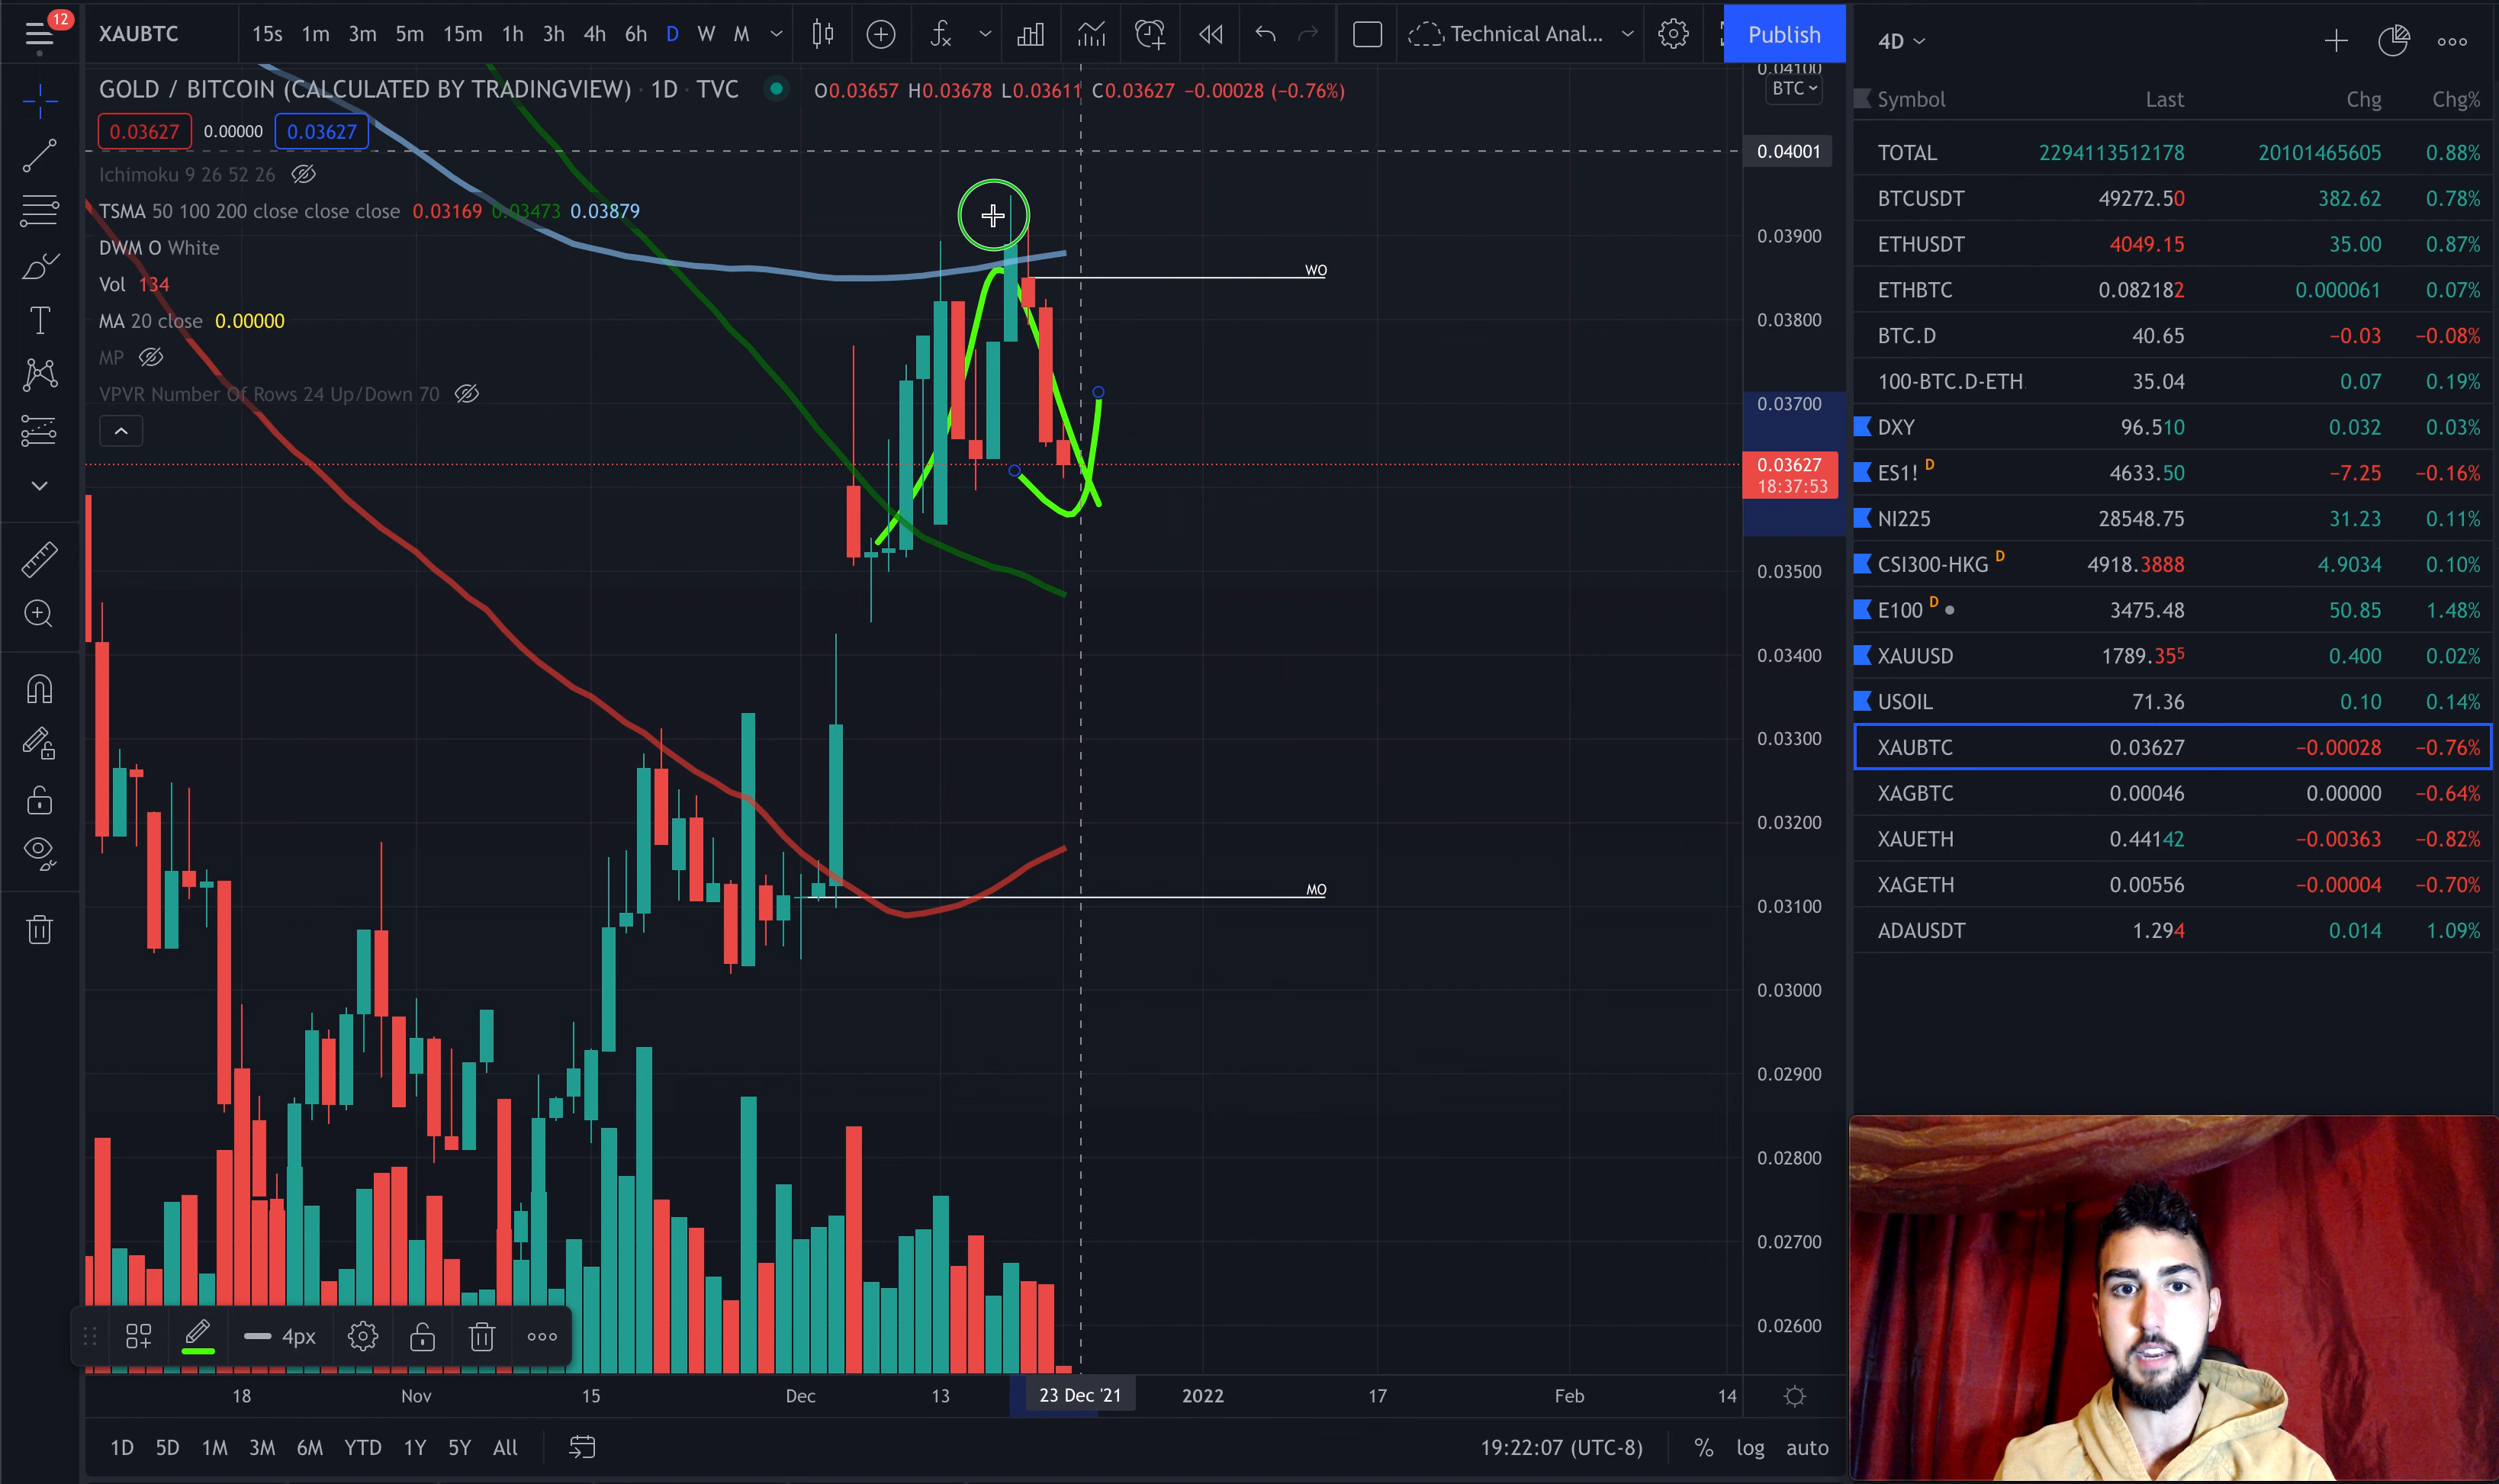 12
XAUBTC 15s 1m 3m 5m 15m 1h 3h 4h 6h D W M Technical Anal... Publish
GOLD / BITCOIN (CALCULATED BY TRADINGVIEW) · 1D · TVC O0.03657 H0.03678 L0.03611 C0.03627 −0.00028 (−0.76%)
0.03627 0.00000 0.03627
Ichimoku 9 26 52 26
TSMA 50 100 200 close close close 0.03169 0.03473 0.03879
DWM O White
Vol 134
MA 20 close 0.00000
MP
VPVR Number Of Rows 24 Up/Down 70
WO
MO
0.04100
BTC
0.04001
0.03900
0.03800
0.03700
0.03627
18:37:53
0.03500
0.03400
0.03300
0.03200
0.03100
0.03000
0.02900
0.02800
0.02700
0.02600
4px
18 Nov 15 Dec 13 23 Dec '21 2022 17 Feb 14
1D 5D 1M 3M 6M YTD 1Y 5Y All 19:22:07 (UTC-8) % log auto
4D
Symbol Last Chg Chg%
TOTAL 2294113512178 20101465605 0.88%
BTCUSDT 49272.50 382.62 0.78%
ETHUSDT 4049.15 35.00 0.87%
ETHBTC 0.082182 0.000061 0.07%
BTC.D 40.65 −0.03 −0.08%
100-BTC.D-ETH. 35.04 0.07 0.19%
DXY 96.510 0.032 0.03%
ES1! D 4633.50 −7.25 −0.16%
NI225 28548.75 31.23 0.11%
CSI300-HKG D 4918.3888 4.9034 0.10%
E100 D 3475.48 50.85 1.48%
XAUUSD 1789.355 0.400 0.02%
USOIL 71.36 0.10 0.14%
XAUBTC 0.03627 −0.00028 −0.76%
XAGBTC 0.00046 0.00000 −0.64%
XAUETH 0.44142 −0.00363 −0.82%
XAGETH 0.00556 −0.00004 −0.70%
ADAUSDT 1.294 0.014 1.09%